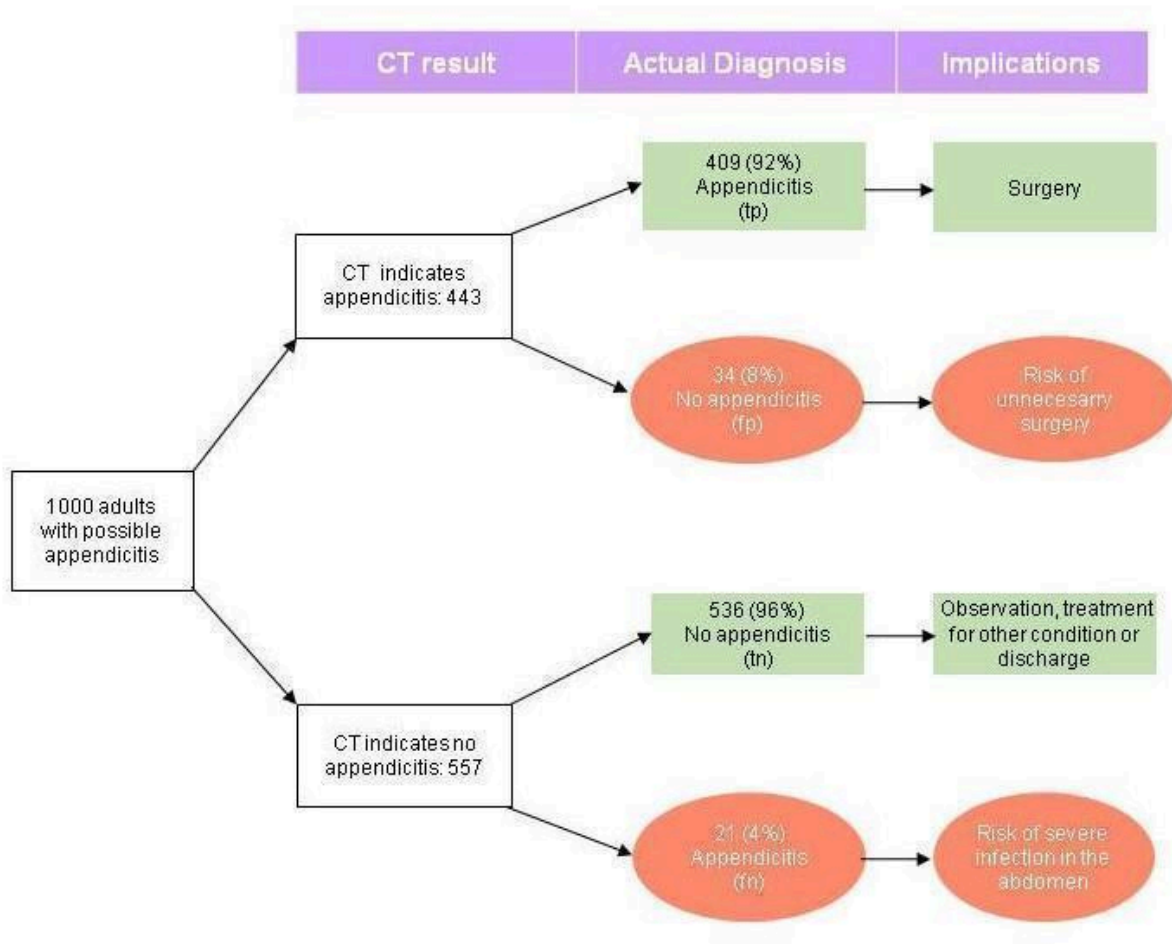 CT result
Actual Diagnosis
Implications
409 (92%)
Appendicitis
(tp)
Surgery
CT indicates
appendicitis: 443
34 (8%)
No appendicitis
(fp)
Risk of
unnecesarry
surgery
1000 adults
with possible
appendicitis
536 (96%)
No appendicitis
(tn)
Observation, treatment
for other condition or
discharge
CT indicates no
appendicitis: 557
21 (4%)
Appendicitis
(fn)
Risk of severe
infection in the
abdomen